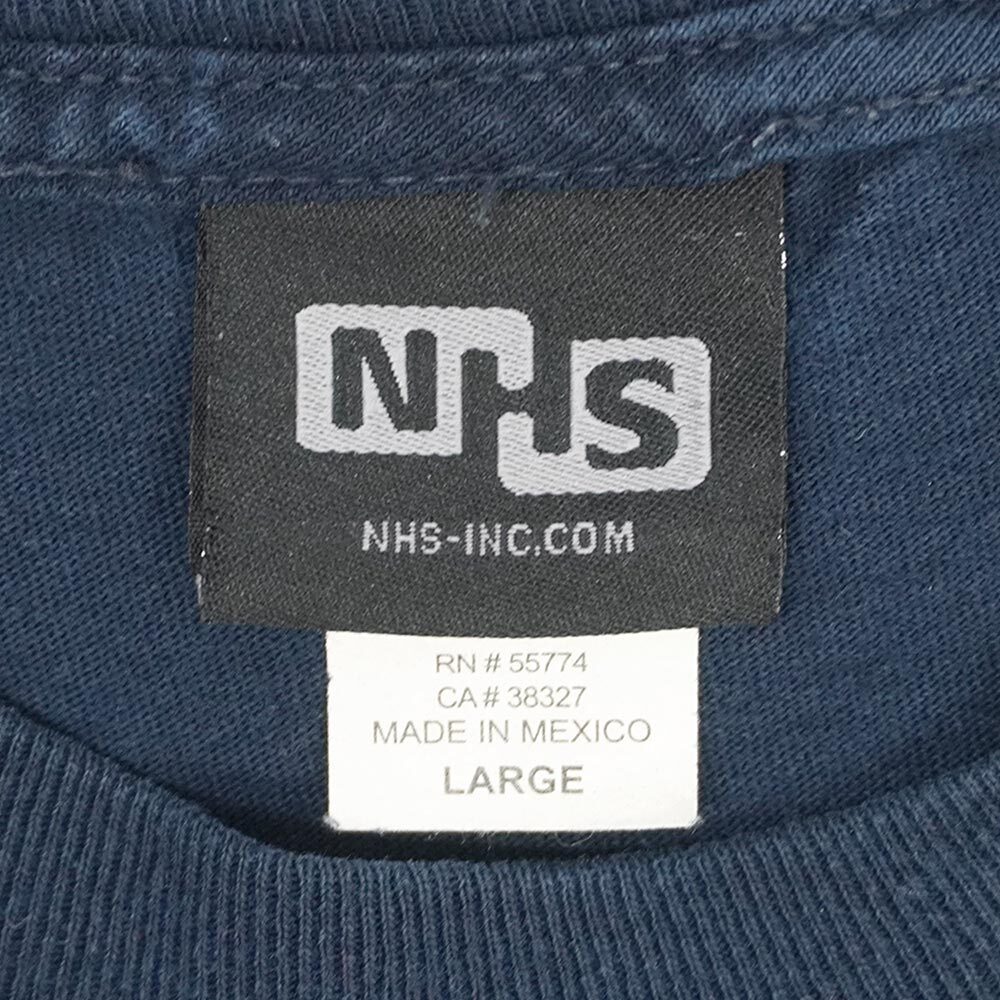 NHS
NHS-INC.COM
RN # 55774
CA # 38327
MADE IN MEXICO
LARGE